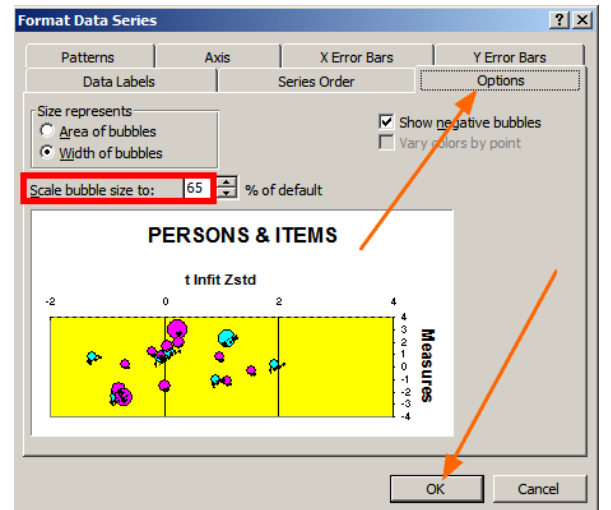 Format Data Series ? X
Patterns Axis X Error Bars Y Error Bars
Data Labels Series Order Options
Size represents
Area of bubbles
Width of bubbles
Show negative bubbles
Vary colors by point
Scale bubble size to: 65 % of default
PERSONS & ITEMS
t Infit Zstd
-2 0 2 4
4
3
2
1
0
-1
-2
-3
-4
Measures
OK Cancel